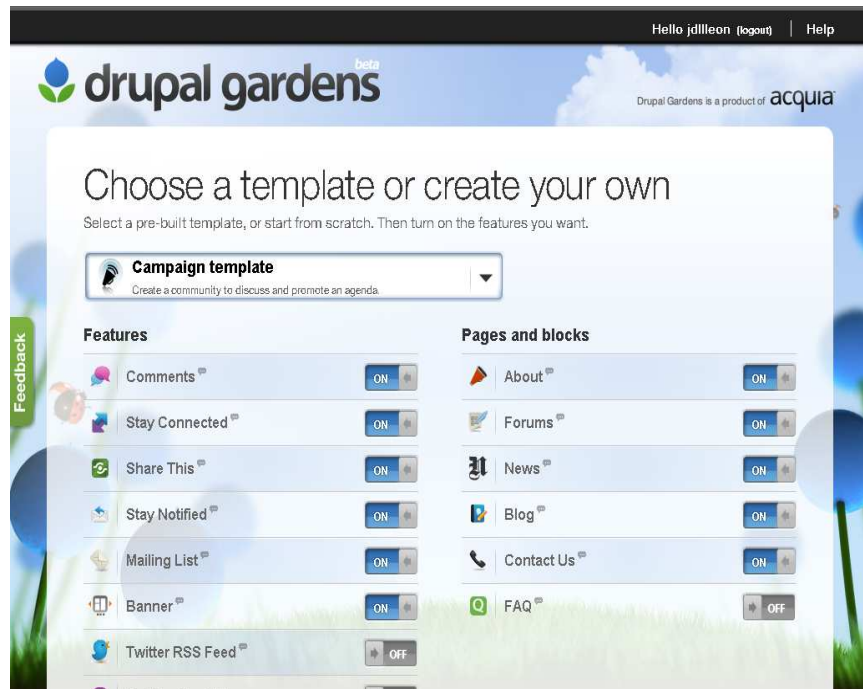 Hello jdllleon (logout) | Help
beta
drupal gardens
Drupal Gardens is a product of acquia
Choose a template or create your own
Select a pre-built template, or start from scratch. Then turn on the features you want.
Campaign template
Create a community to discuss and promote an agenda.
Feedback
Features
Comments ON
Stay Connected ON
Share This ON
Stay Notified ON
Mailing List ON
Banner ON
Twitter RSS Feed OFF
Pages and blocks
About ON
Forums ON
News ON
Blog ON
Contact Us ON
FAQ OFF